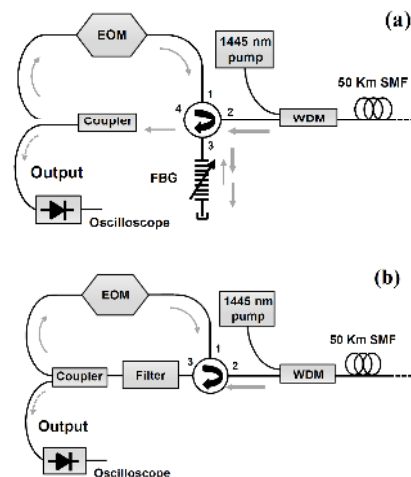 (a)
EOM
1445 nm
pump
50 Km SMF
1
4
2
Coupler
WDM
3
FBG
Output
Oscilloscope
(b)
EOM
1445 nm
pump
50 Km SMF
1
3
2
Coupler
Filter
WDM
Output
Oscilloscope